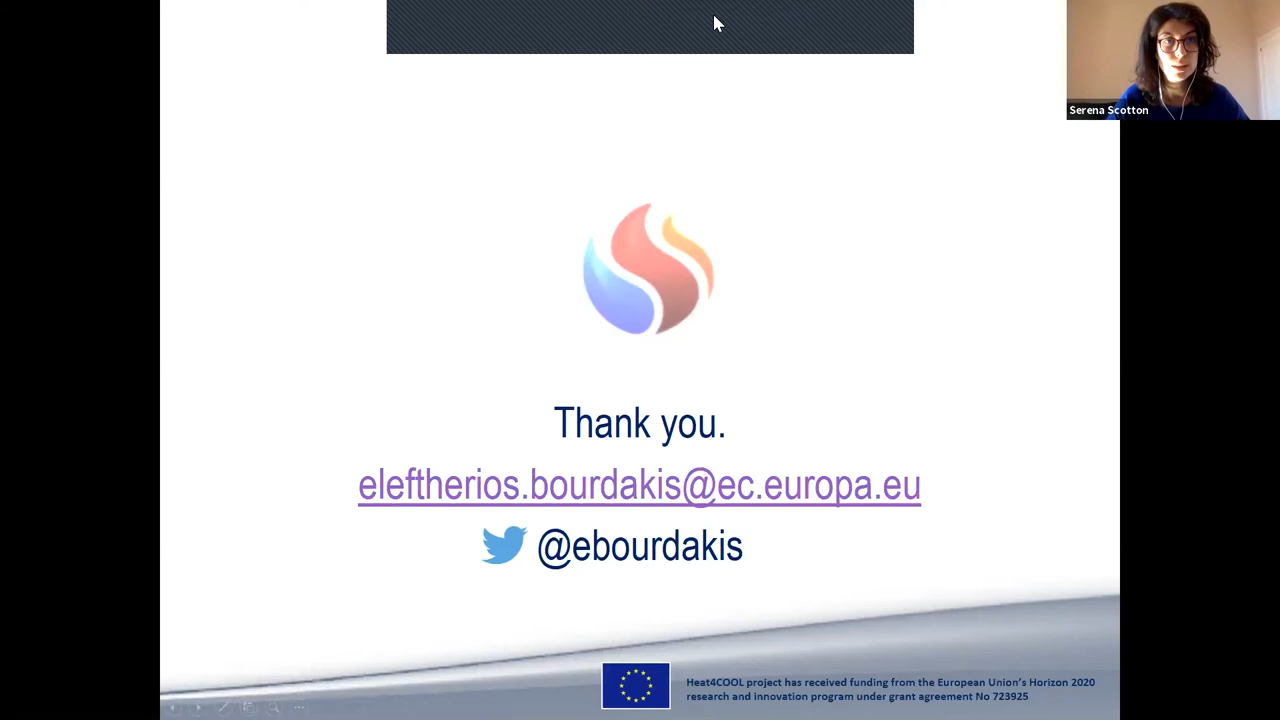 Serena Scotton
Thank you.
eleftherios.bourdakis@ec.europa.eu
@ebourdakis
Heat4COOL project has received funding from the European Union's Horizon 2020
research and innovation program under grant agreement No 723925